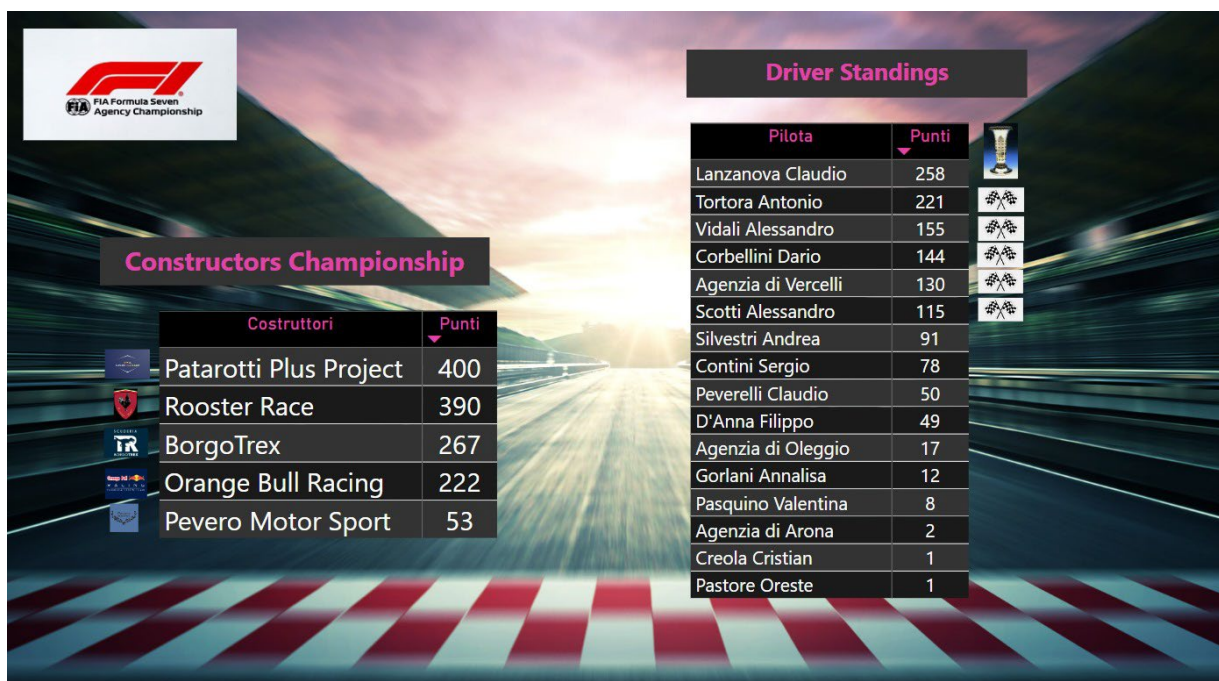 FIA Formula Seven
Agency Championship
Constructors Championship
Costruttori Punti
Patarotti Plus Project 400
Rooster Race 390
BorgoTrex 267
Orange Bull Racing 222
Pevero Motor Sport 53
Driver Standings
Pilota Punti
Lanzanova Claudio 258
Tortora Antonio 221
Vidali Alessandro 155
Corbellini Dario 144
Agenzia di Vercelli 130
Scotti Alessandro 115
Silvestri Andrea 91
Contini Sergio 78
Peverelli Claudio 50
D'Anna Filippo 49
Agenzia di Oleggio 17
Gorlani Annalisa 12
Pasquino Valentina 8
Agenzia di Arona 2
Creola Cristian 1
Pastore Oreste 1